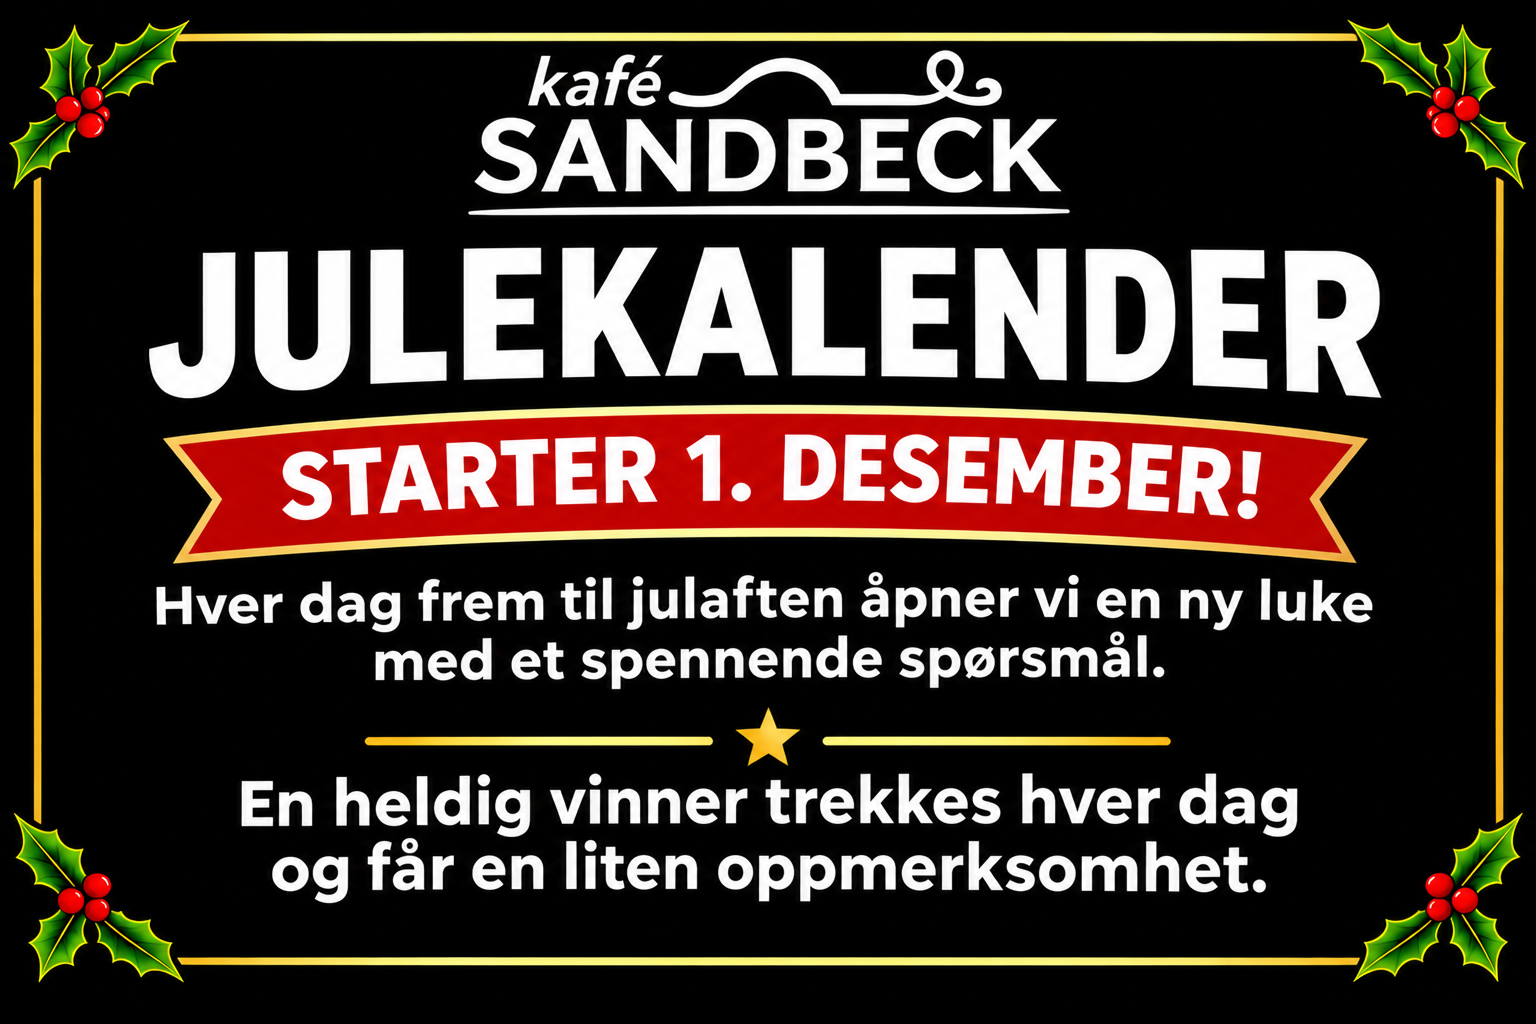 kafé
SANDBECK
JULEKALENDER
STARTER 1. DESEMBER!
Hver dag frem til julaften åpner vi en ny luke
med et spennende spørsmål.
En heldig vinner trekkes hver dag
og får en liten oppmerksomhet.